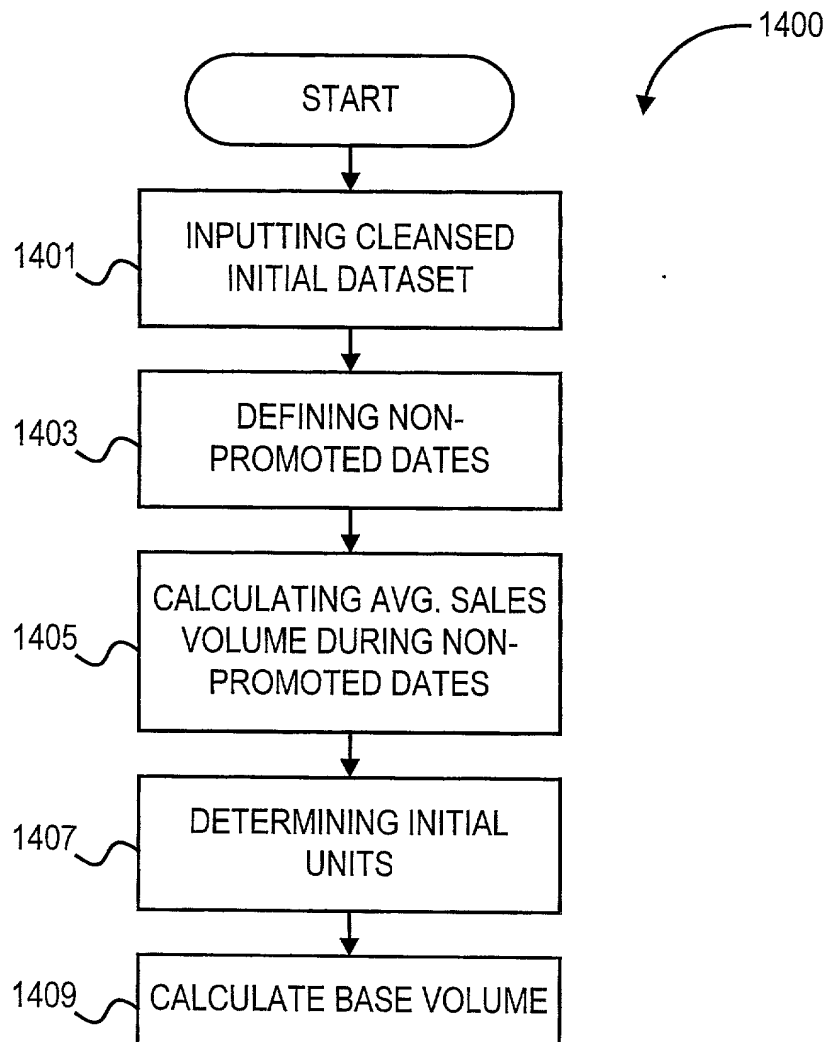 1400
START
1401
INPUTTING CLEANSED
INITIAL DATASET
1403
DEFINING NON-
PROMOTED DATES
1405
CALCULATING AVG. SALES
VOLUME DURING NON-
PROMOTED DATES
1407
DETERMINING INITIAL
UNITS
1409
CALCULATE BASE VOLUME